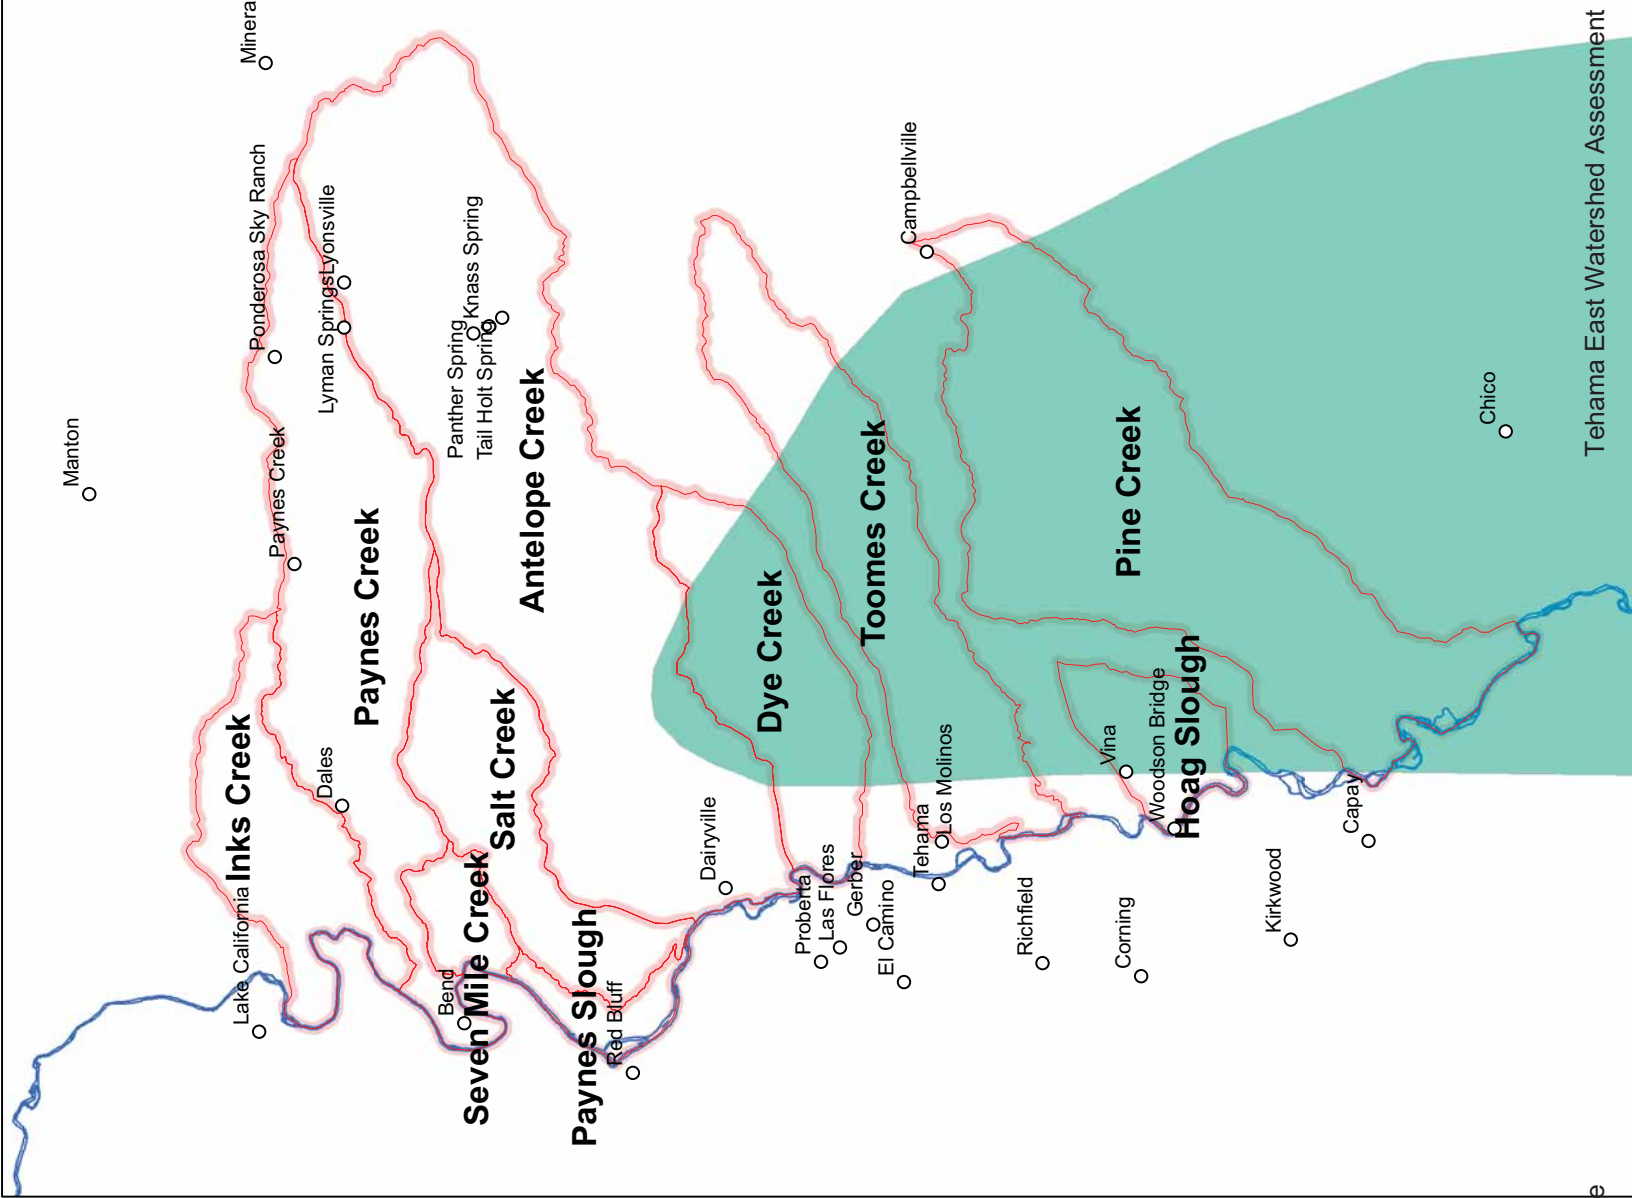 Mineral
Manton
Ponderosa Sky Ranch
Lyonsville
Lyman Springs
Knass Spring
Panther Spring
Tail Holt Spring
Paynes Creek
Paynes Creek
Antelope Creek
Inks Creek
Dales
Salt Creek
Lake California
Bend
Seven Mile Creek
Paynes Slough
Red Bluff
Campbellville
Toomes Creek
Pine Creek
Dye Creek
Dairyville
Proberta
Las Flores
Gerber
El Camino
Tehama
Los Molinos
Vina
Woodson Bridge
Hoag Slough
Richfield
Corning
Kirkwood
Capay
Chico
Tehama East Watershed Assessment
e